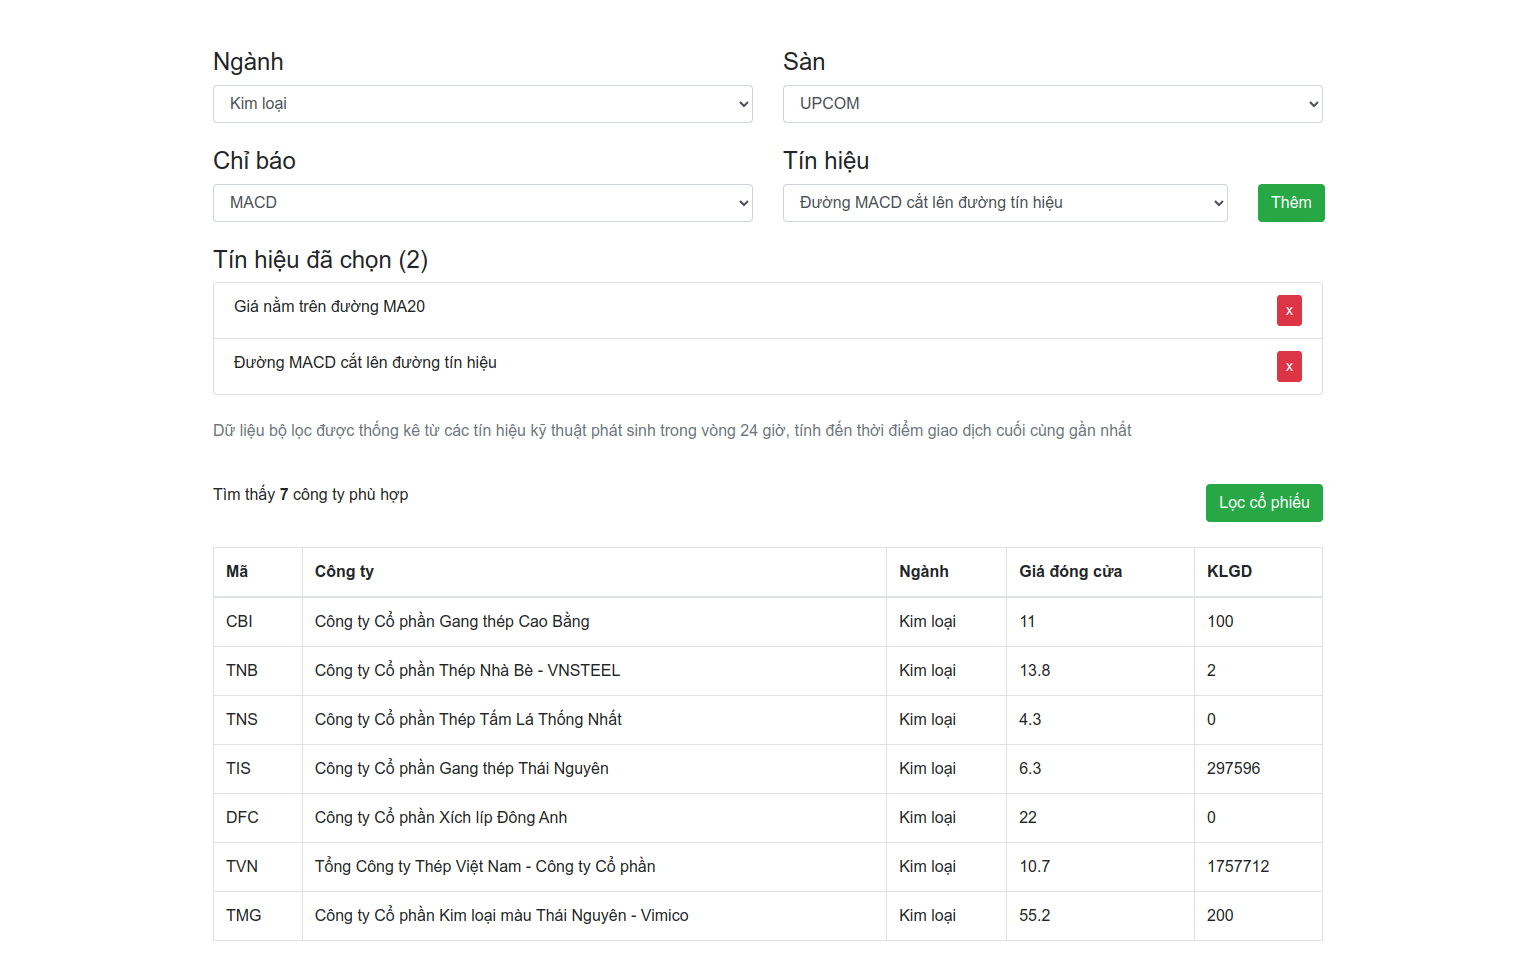 Ngành Sàn
Kim loại UPCOM
Chỉ báo Tín hiệu
MACD Đường MACD cắt lên đường tín hiệu Thêm
Tín hiệu đã chọn (2)
Giá nằm trên đường MA20 x
Đường MACD cắt lên đường tín hiệu x
Dữ liệu bộ lọc được thống kê từ các tín hiệu kỹ thuật phát sinh trong vòng 24 giờ, tính đến thời điểm giao dịch cuối cùng gần nhất
Tìm thấy 7 công ty phù hợp Lọc cổ phiếu
Mã Công ty Ngành Giá đóng cửa KLGD
CBI Công ty Cổ phần Gang thép Cao Bằng Kim loại 11 100
TNB Công ty Cổ phần Thép Nhà Bè - VNSTEEL Kim loại 13.8 2
TNS Công ty Cổ phần Thép Tấm Lá Thống Nhất Kim loại 4.3 0
TIS Công ty Cổ phần Gang thép Thái Nguyên Kim loại 6.3 297596
DFC Công ty Cổ phần Xích líp Đông Anh Kim loại 22 0
TVN Tổng Công ty Thép Việt Nam - Công ty Cổ phần Kim loại 10.7 1757712
TMG Công ty Cổ phần Kim loại màu Thái Nguyên - Vimico Kim loại 55.2 200